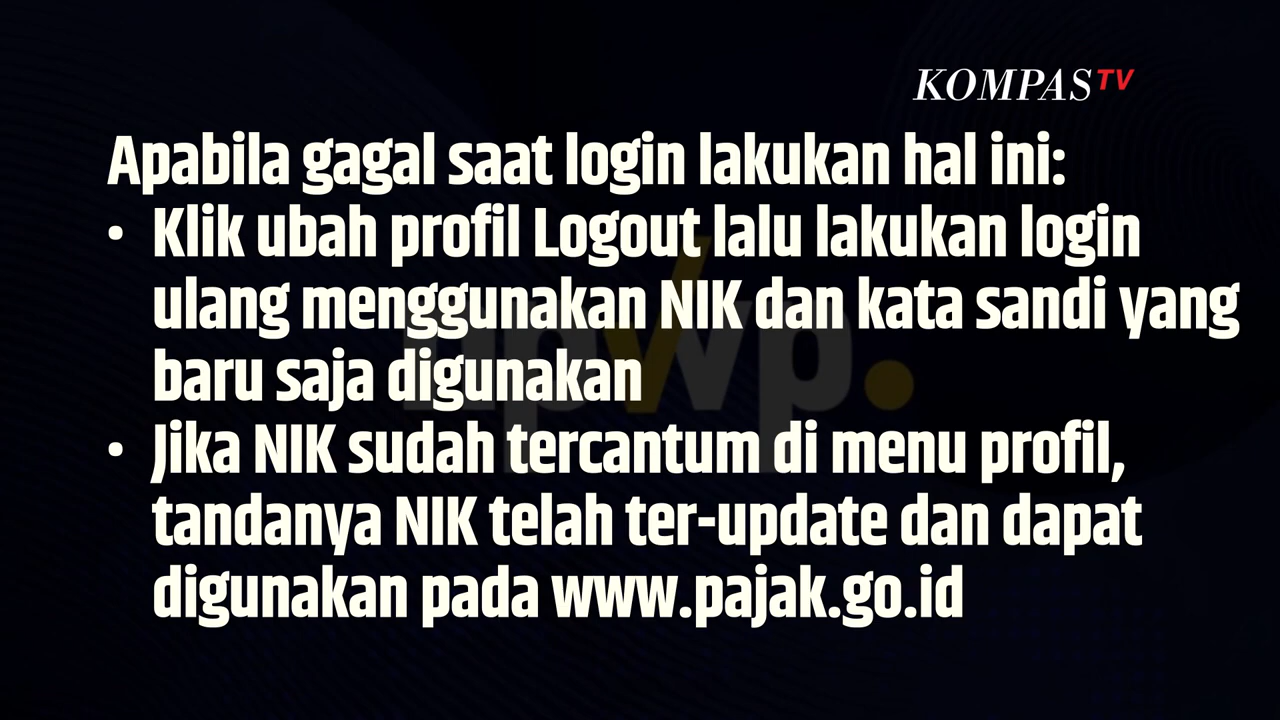 KOMPASTV
Apabila gagal saat login lakukan hal ini:
• Klik ubah profil Logout lalu lakukan login
ulang menggunakan NIK dan kata sandi yang
baru saja digunakan
• Jika NIK sudah tercantum di menu profil,
tandanya NIK telah ter-update dan dapat
digunakan pada www.pajak.go.id